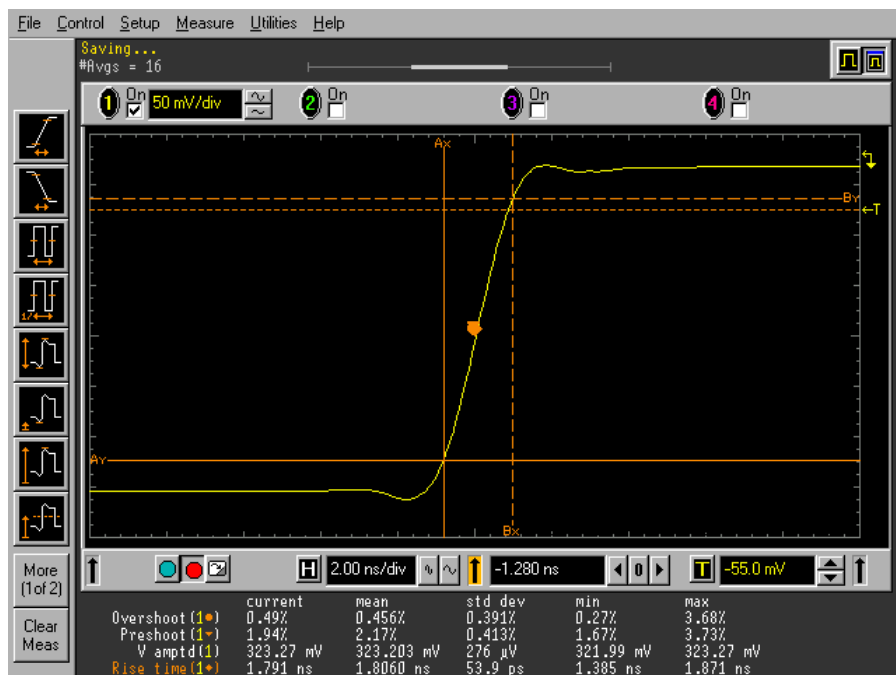 File Control Setup Measure Utilities Help
Saving...
#Avgs = 16
1 On 50 mV/div 2 On 3 On 4 On
Ax
By
T
Ay
Bx
More
(1of 2)
Clear
Meas
H 2.00 ns/div -1.280 ns 0 T -55.0 mV
current mean std dev min max
Overshoot(1●) 0.49% 0.456% 0.391% 0.27% 3.68%
Preshoot(1▾) 1.94% 2.17% 0.413% 1.67% 3.73%
V amptd(1) 323.27 mV 323.203 mV 276 µV 321.99 mV 323.27 mV
Rise time(1♦) 1.791 ns 1.8060 ns 53.9 ps 1.385 ns 1.871 ns